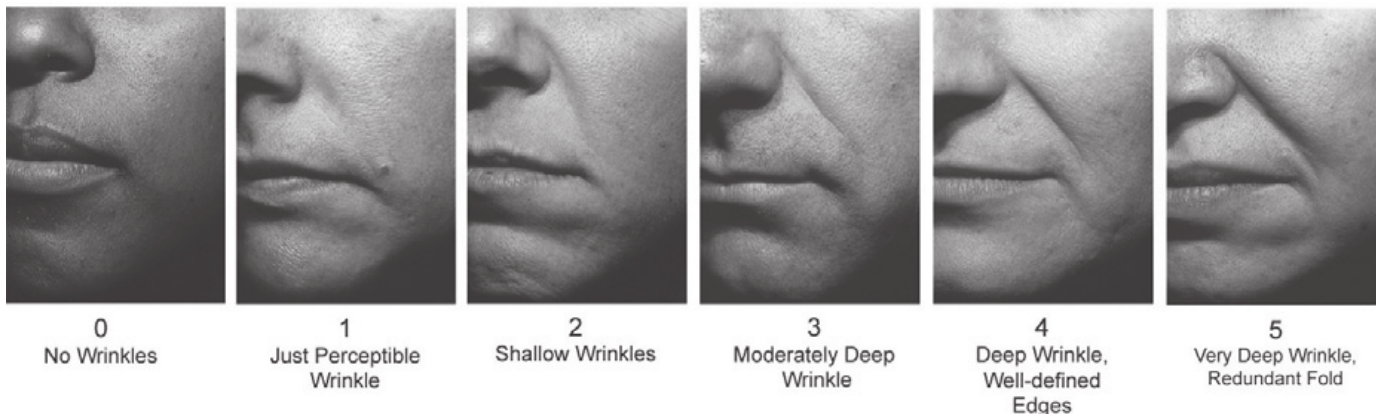 0
No Wrinkles
1
Just Perceptible
Wrinkle
2
Shallow Wrinkles
3
Moderately Deep
Wrinkle
4
Deep Wrinkle,
Well-defined
Edges
5
Very Deep Wrinkle,
Redundant Fold